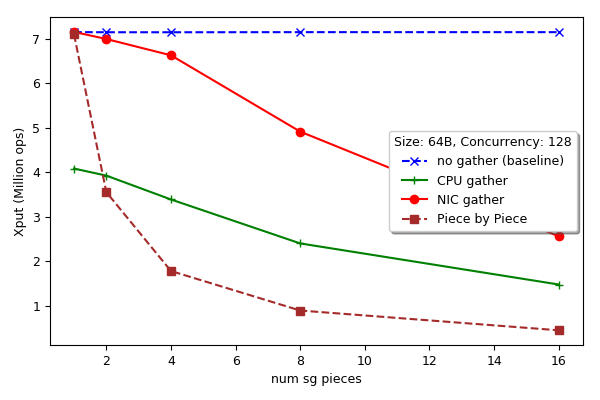 7
6
5
4
3
2
1
Xput (Million ops)
Size: 64B, Concurrency: 128
no gather (baseline)
CPU gather
NIC gather
Piece by Piece
2 4 6 8 10 12 14 16
num sg pieces